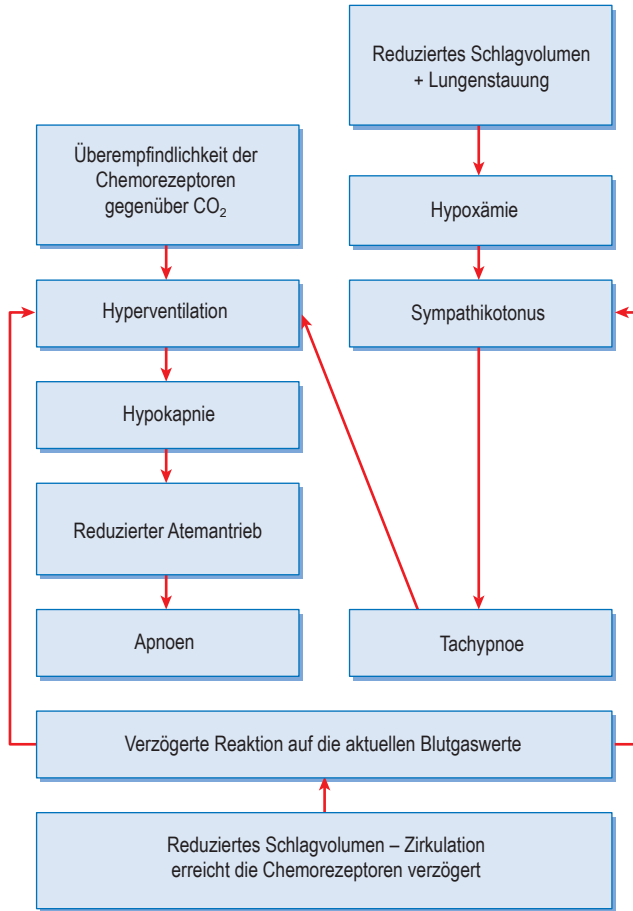 Reduziertes Schlagvolumen
+ Lungenstauung
Überempfindlichkeit der
Chemorezeptoren
gegenüber CO₂
Hypoxämie
Hyperventilation
Sympathikotonus
Hypokapnie
Reduzierter Atemantrieb
Apnoen
Tachypnoe
Verzögerte Reaktion auf die aktuellen Blutgaswerte
Reduziertes Schlagvolumen – Zirkulation
erreicht die Chemorezeptoren verzögert